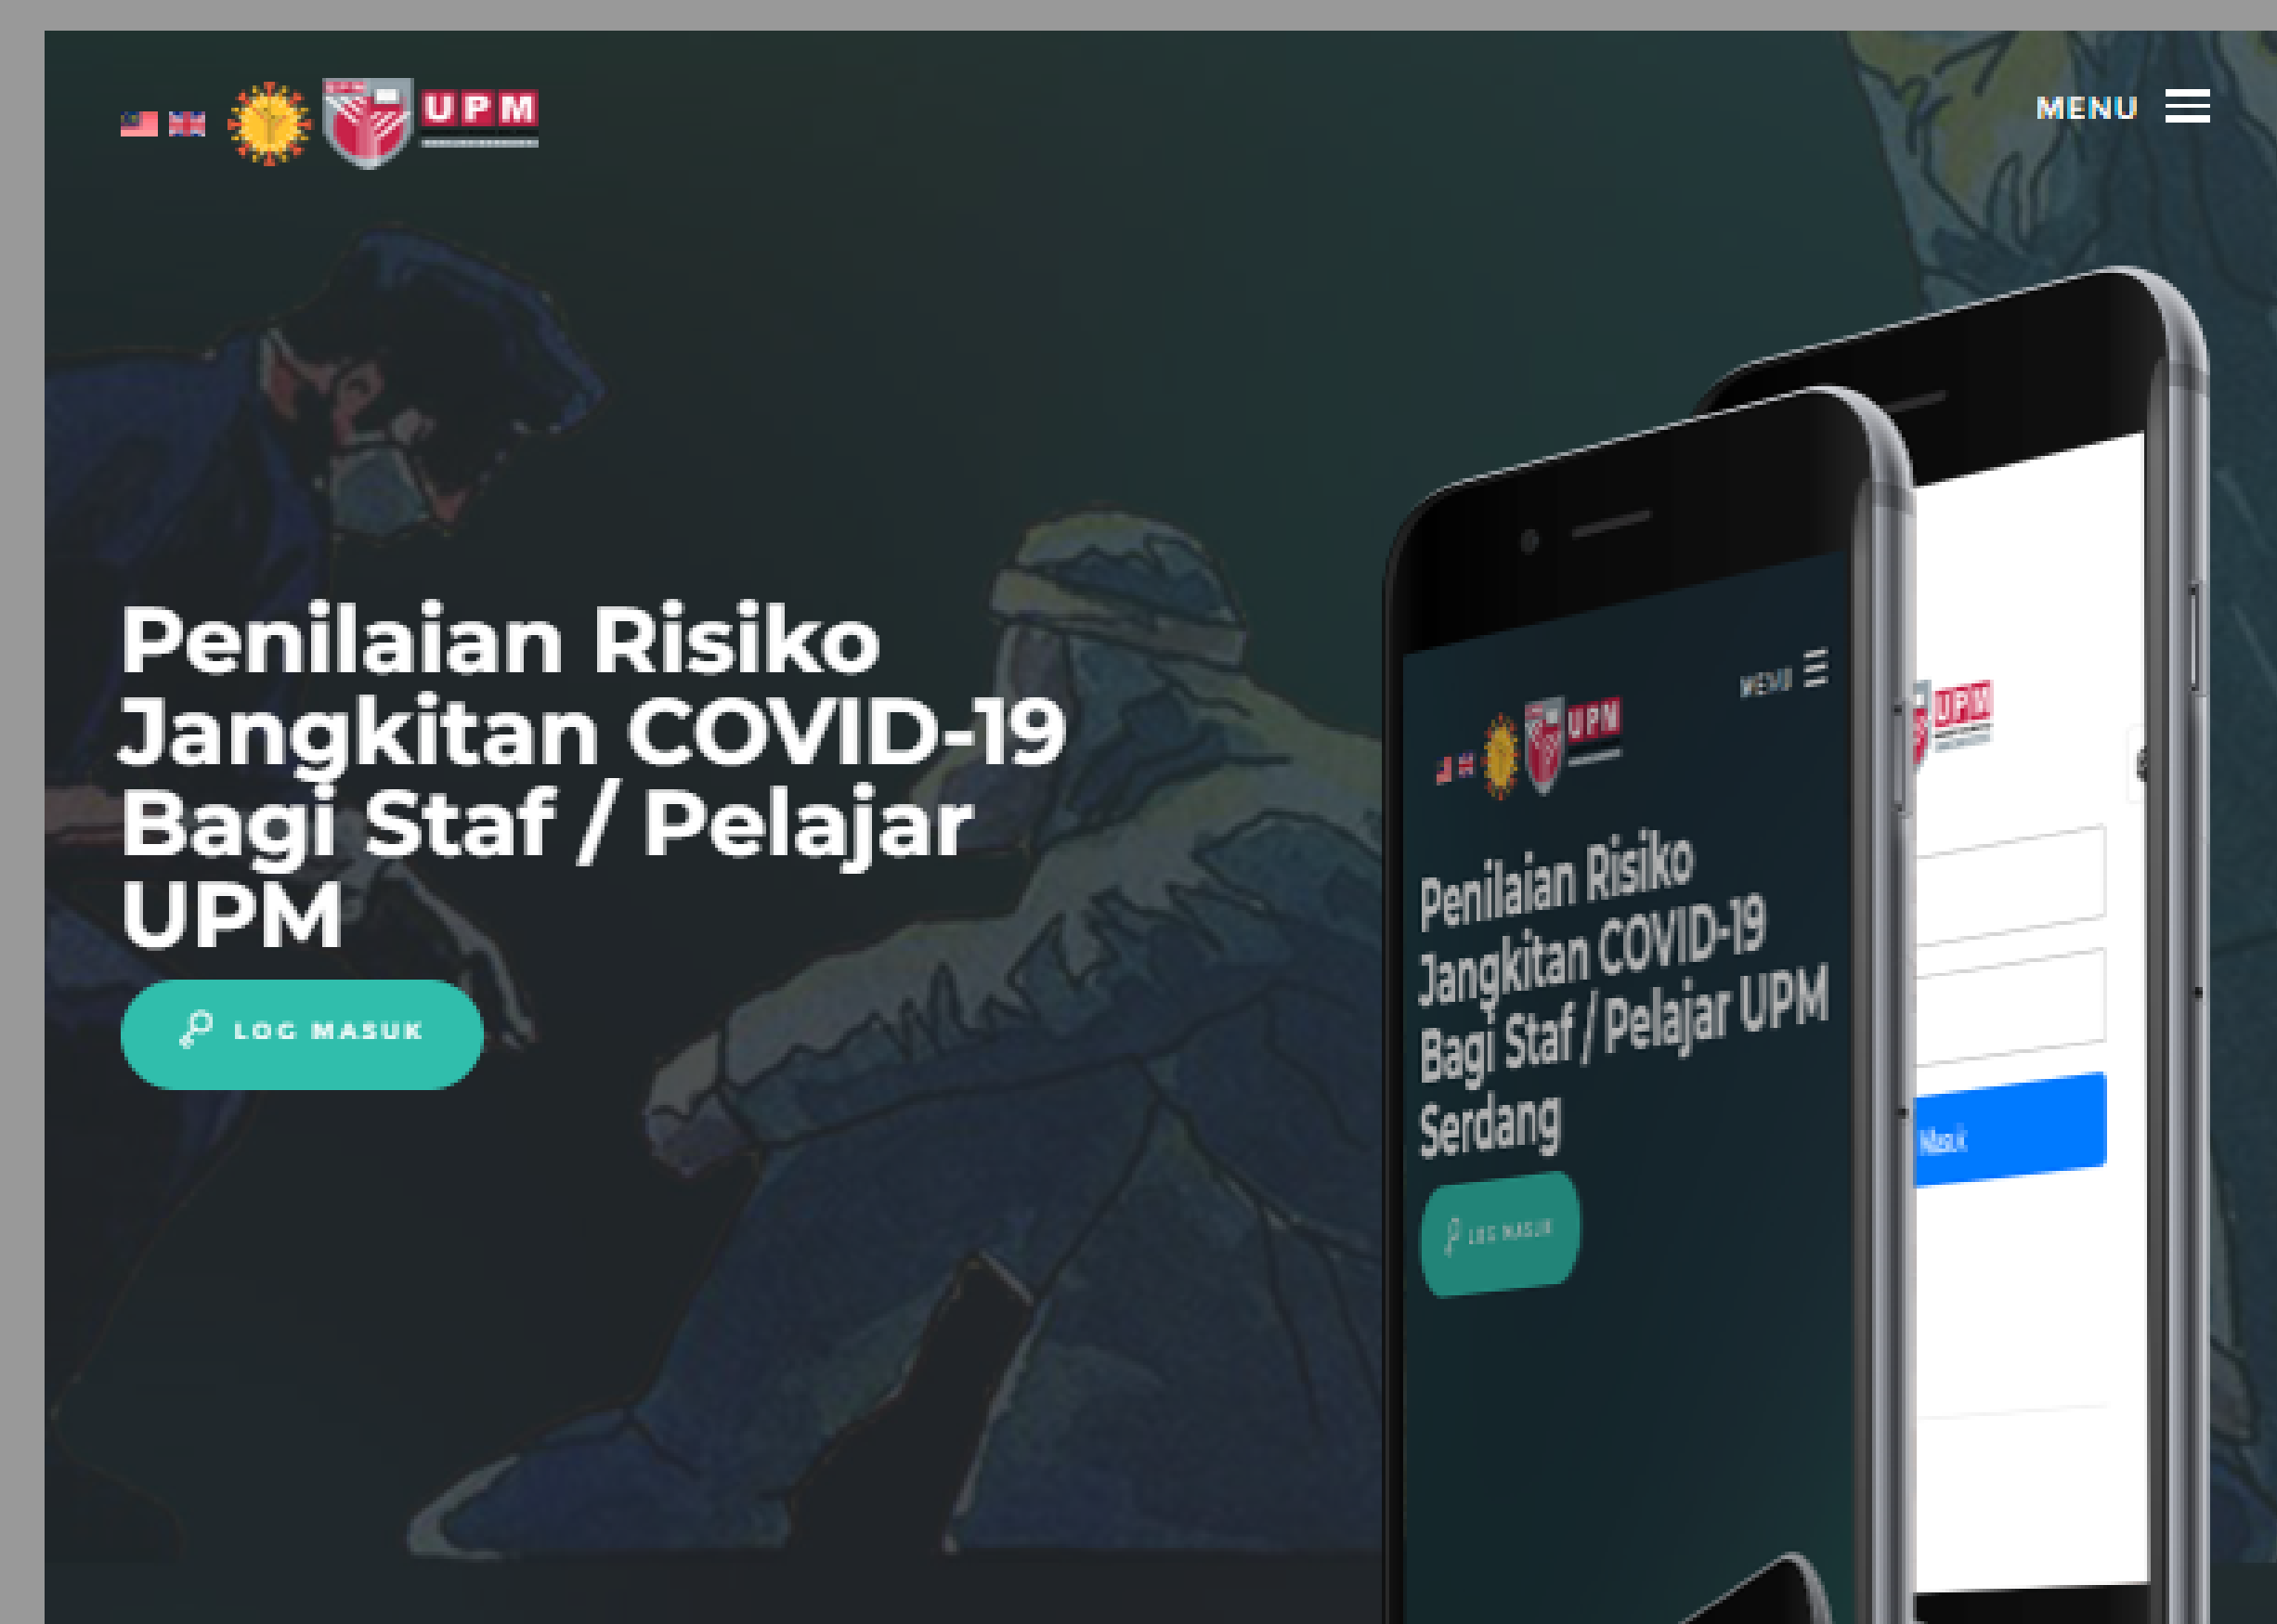 UPM
MENU
Penilaian Risiko
Jangkitan COVID-19
Bagi Staf / Pelajar
UPM
LOG MASUK
MENU
UPM
Penilaian Risiko
Jangkitan COVID-19
Bagi Staf / Pelajar UPM
Serdang
LOG MASUK
UPM
Masuk